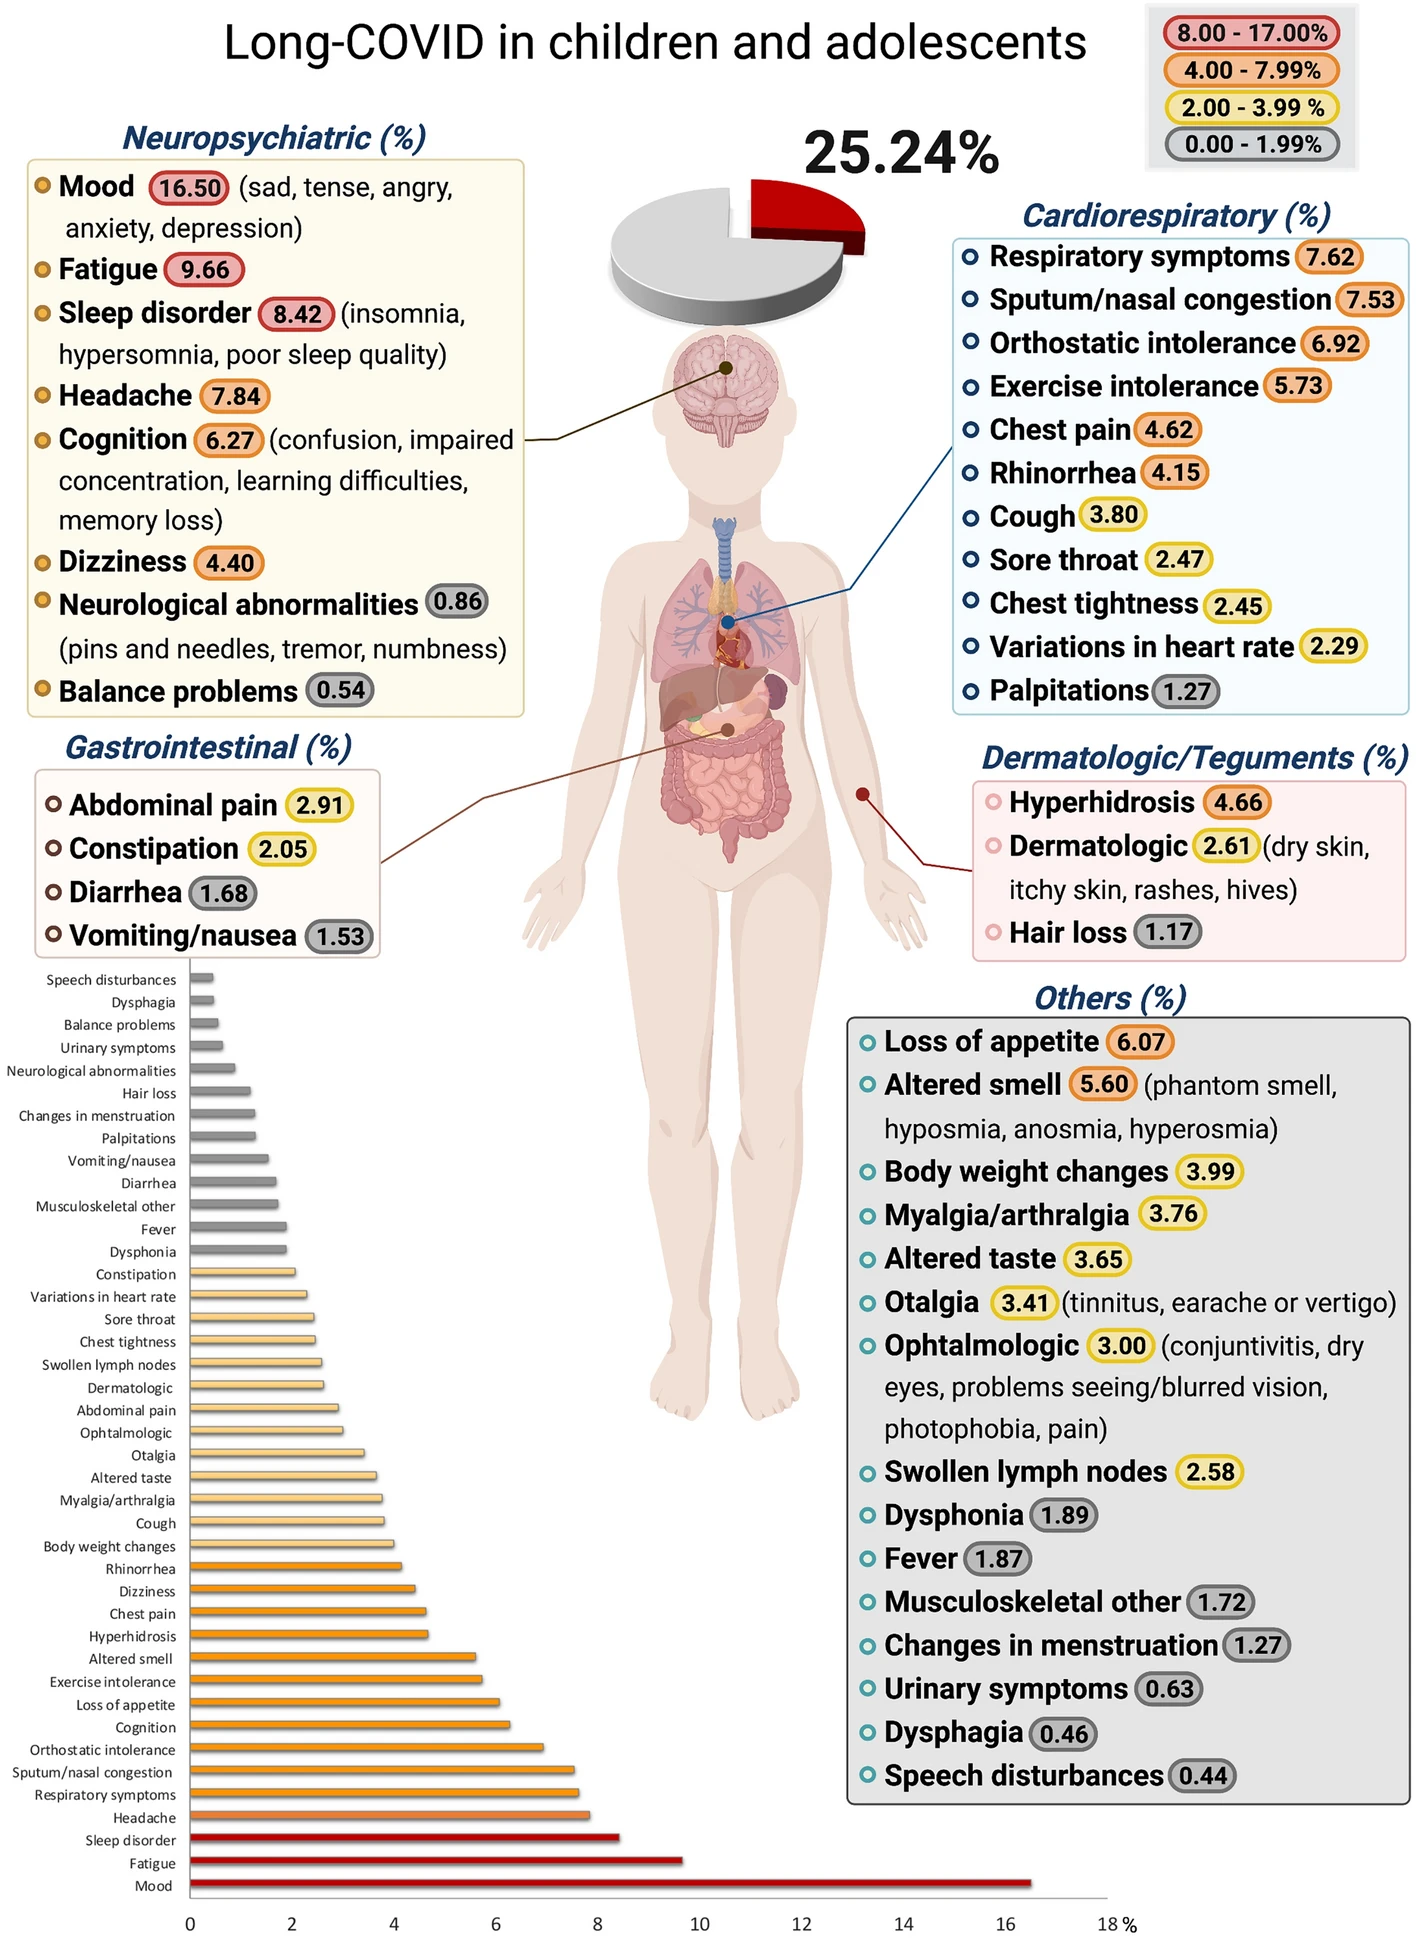 Long-COVID in children and adolescents
8.00 - 17.00%
4.00 - 7.99%
2.00 - 3.99 %
0.00 - 1.99%
25.24%
Neuropsychiatric (%)
Mood 16.50 (sad, tense, angry,
anxiety, depression)
Fatigue 9.66
Sleep disorder 8.42 (insomnia,
hypersomnia, poor sleep quality)
Headache 7.84
Cognition 6.27 (confusion, impaired
concentration, learning difficulties,
memory loss)
Dizziness 4.40
Neurological abnormalities 0.86
(pins and needles, tremor, numbness)
Balance problems 0.54
Cardiorespiratory (%)
Respiratory symptoms 7.62
Sputum/nasal congestion 7.53
Orthostatic intolerance 6.92
Exercise intolerance 5.73
Chest pain 4.62
Rhinorrhea 4.15
Cough 3.80
Sore throat 2.47
Chest tightness 2.45
Variations in heart rate 2.29
Palpitations 1.27
Gastrointestinal (%)
Abdominal pain 2.91
Constipation 2.05
Diarrhea 1.68
Vomiting/nausea 1.53
Dermatologic/Teguments (%)
Hyperhidrosis 4.66
Dermatologic 2.61 (dry skin,
itchy skin, rashes, hives)
Hair loss 1.17
Others (%)
Loss of appetite 6.07
Altered smell 5.60 (phantom smell,
hyposmia, anosmia, hyperosmia)
Body weight changes 3.99
Myalgia/arthralgia 3.76
Altered taste 3.65
Otalgia 3.41 (tinnitus, earache or vertigo)
Ophtalmologic 3.00 (conjuntivitis, dry
eyes, problems seeing/blurred vision,
photophobia, pain)
Swollen lymph nodes 2.58
Dysphonia 1.89
Fever 1.87
Musculoskeletal other 1.72
Changes in menstruation 1.27
Urinary symptoms 0.63
Dysphagia 0.46
Speech disturbances 0.44
Speech disturbances
Dysphagia
Balance problems
Urinary symptoms
Neurological abnormalities
Hair loss
Changes in menstruation
Palpitations
Vomiting/nausea
Diarrhea
Musculoskeletal other
Fever
Dysphonia
Constipation
Variations in heart rate
Sore throat
Chest tightness
Swollen lymph nodes
Dermatologic
Abdominal pain
Ophtalmologic
Otalgia
Altered taste
Myalgia/arthralgia
Cough
Body weight changes
Rhinorrhea
Dizziness
Chest pain
Hyperhidrosis
Altered smell
Exercise intolerance
Loss of appetite
Cognition
Orthostatic intolerance
Sputum/nasal congestion
Respiratory symptoms
Headache
Sleep disorder
Fatigue
Mood
0 2 4 6 8 10 12 14 16 18 %